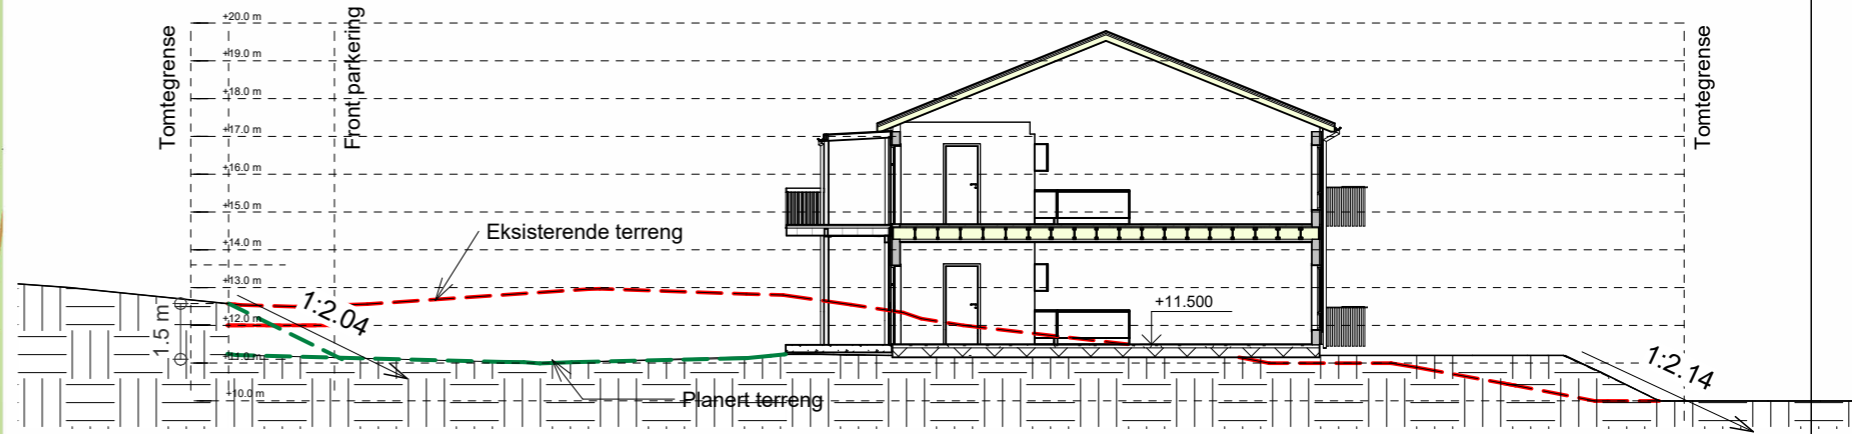 Tomtegrense
Front parkering
Tomtegrense
+20.0 m
+19.0 m
+18.0 m
+17.0 m
+16.0 m
+15.0 m
+14.0 m
+13.0 m
+12.0 m
+11.0 m
+10.0 m
Eksisterende terreng
1:2.04
1.5 m
+11.500
1:2.14
Planert terreng